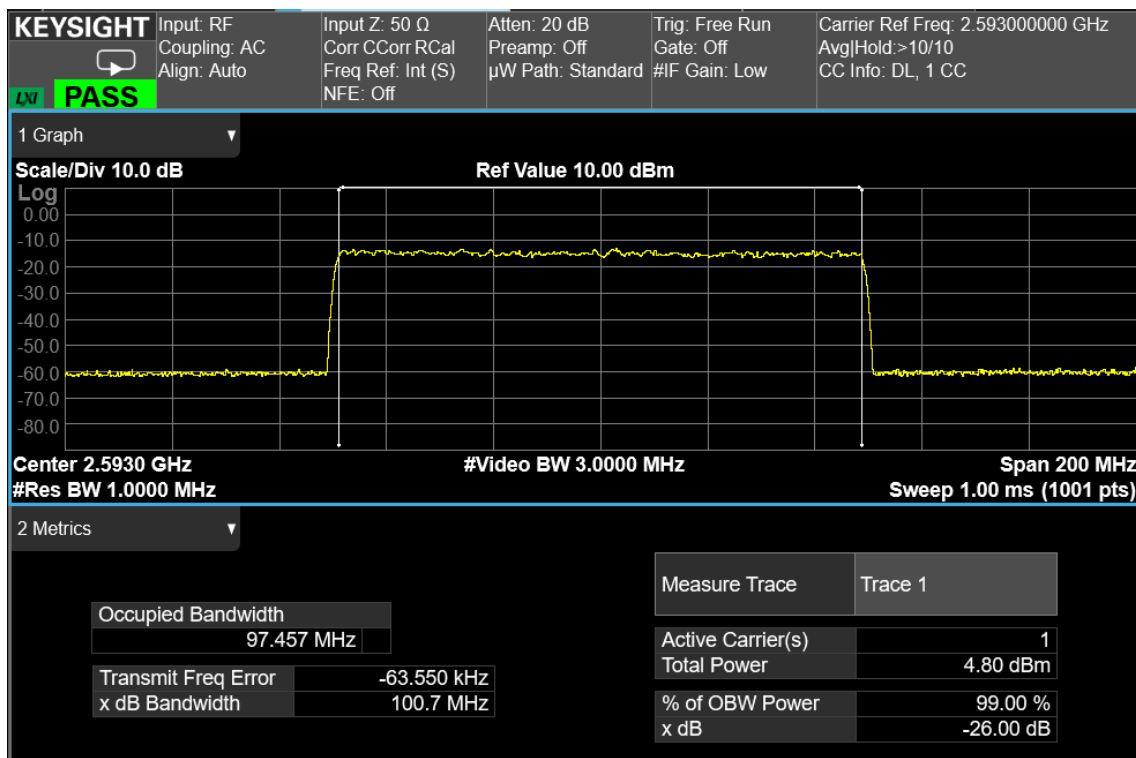 KEYSIGHT Input: RF Input Z: 50 Ω Atten: 20 dB Trig: Free Run Carrier Ref Freq: 2.593000000 GHz
Coupling: AC Corr CCorr RCal Preamp: Off Gate: Off Avg|Hold:>10/10
Align: Auto Freq Ref: Int (S) µW Path: Standard #IF Gain: Low CC Info: DL, 1 CC
LXI PASS NFE: Off
1 Graph
Scale/Div 10.0 dB Ref Value 10.00 dBm
Log
0.00
-10.0
-20.0
-30.0
-40.0
-50.0
-60.0
-70.0
-80.0
Center 2.5930 GHz #Video BW 3.0000 MHz Span 200 MHz
#Res BW 1.0000 MHz Sweep 1.00 ms (1001 pts)
2 Metrics
Measure Trace Trace 1
Occupied Bandwidth
97.457 MHz Active Carrier(s) 1
Total Power 4.80 dBm
Transmit Freq Error -63.550 kHz
x dB Bandwidth 100.7 MHz % of OBW Power 99.00 %
x dB -26.00 dB